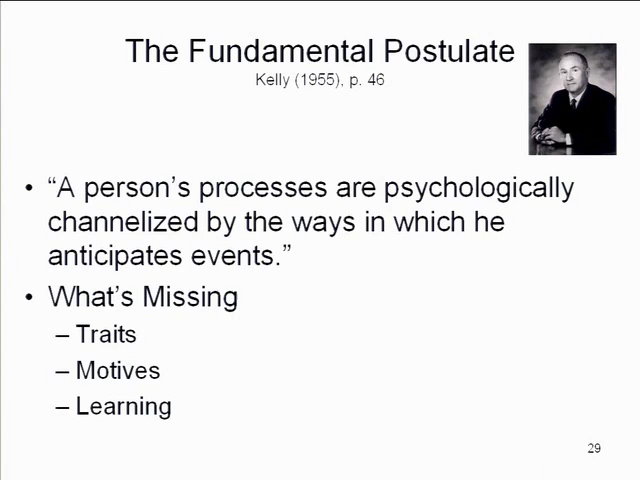 The Fundamental Postulate
Kelly (1955), p. 46
• “A person’s processes are psychologically
channelized by the ways in which he
anticipates events.”
• What’s Missing
– Traits
– Motives
– Learning
29